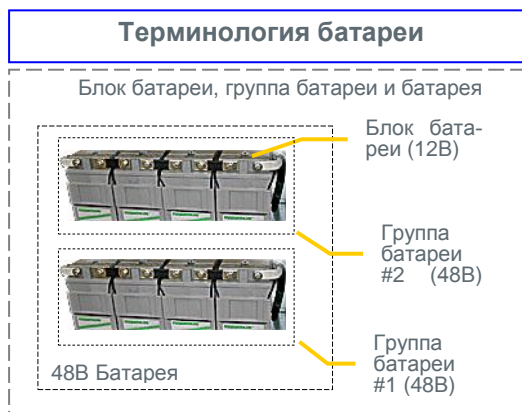 Терминология батареи
Блок батареи, группа батареи и батарея
Блок бата-
реи (12В)
Группа
батареи
#2 (48В)
Группа
батареи
#1 (48В)
48В Батарея